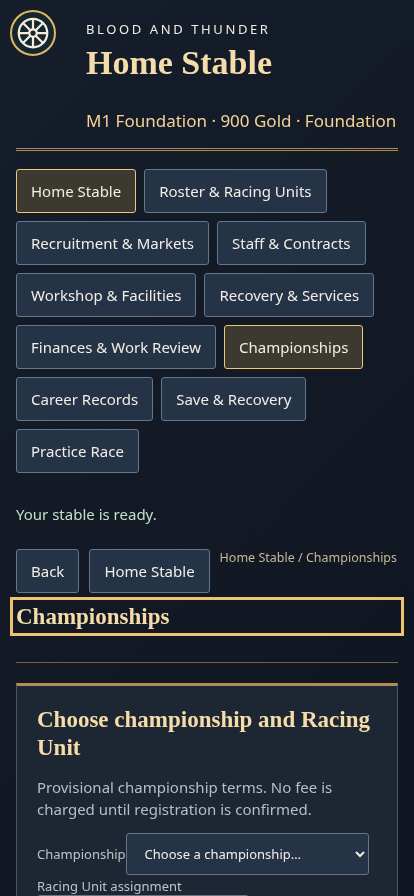 BLOOD AND THUNDER
Home Stable
M1 Foundation · 900 Gold · Foundation
Home Stable
Roster & Racing Units
Recruitment & Markets
Staff & Contracts
Workshop & Facilities
Recovery & Services
Finances & Work Review
Championships
Career Records
Save & Recovery
Practice Race
Your stable is ready.
Back
Home Stable
Home Stable / Championships
Championships
Choose championship and Racing
Unit
Provisional championship terms. No fee is
charged until registration is confirmed.
Championship
Choose a championship...
Racing Unit assignment